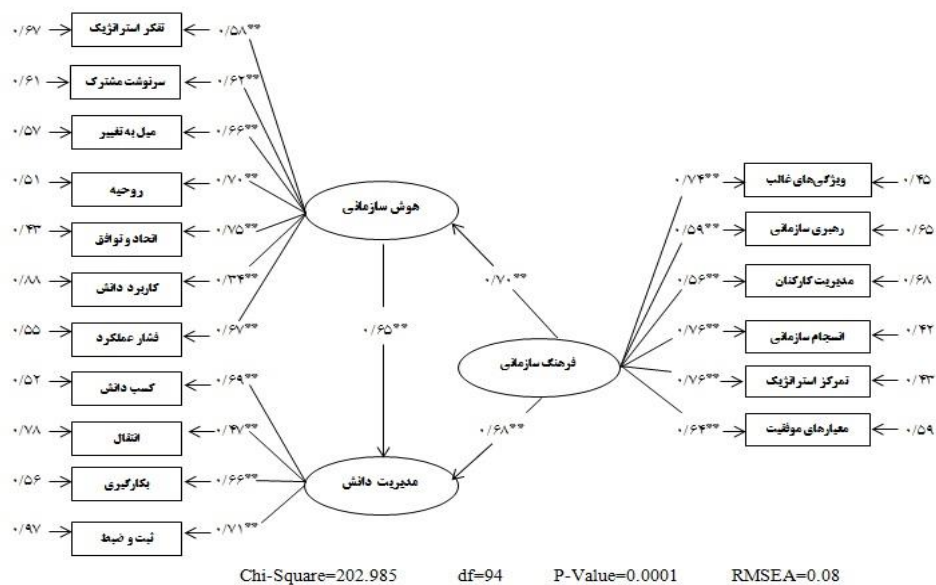 ۰/۶۷ تفکر استراتژیک ۰/۵۸**
۰/۶۱ سرنوشت مشترک ۰/۶۲**
۰/۵۷ میل به تغییر ۰/۶۶**
۰/۵۱ روحیه ۰/۷۰**
۰/۴۳ اتحاد و توافق ۰/۷۵**
۰/۸۸ کاربرد دانش ۰/۳۴**
۰/۵۵ فشار عملکرد ۰/۶۷**
۰/۵۲ کسب دانش ۰/۶۹**
۰/۷۸ انتقال ۰/۴۷**
۰/۵۶ بکارگیری ۰/۶۶**
۰/۹۷ ثبت و ضبط ۰/۷۱**
هوش سازمانی
۰/۷۰**
۰/۶۵**
فرهنگ سازمانی
۰/۶۸**
مدیریت دانش
۰/۷۴** ویژگی‌های غالب ۰/۴۵
۰/۵۹** رهبری سازمانی ۰/۶۵
۰/۵۶** مدیریت کارکنان ۰/۶۸
۰/۷۶** انسجام سازمانی ۰/۴۲
۰/۷۶** تمرکز استراتژیک ۰/۴۳
۰/۶۴** معیارهای موفقیت ۰/۵۹
Chi-Square=202.985 df=94 P-Value=0.0001 RMSEA=0.08